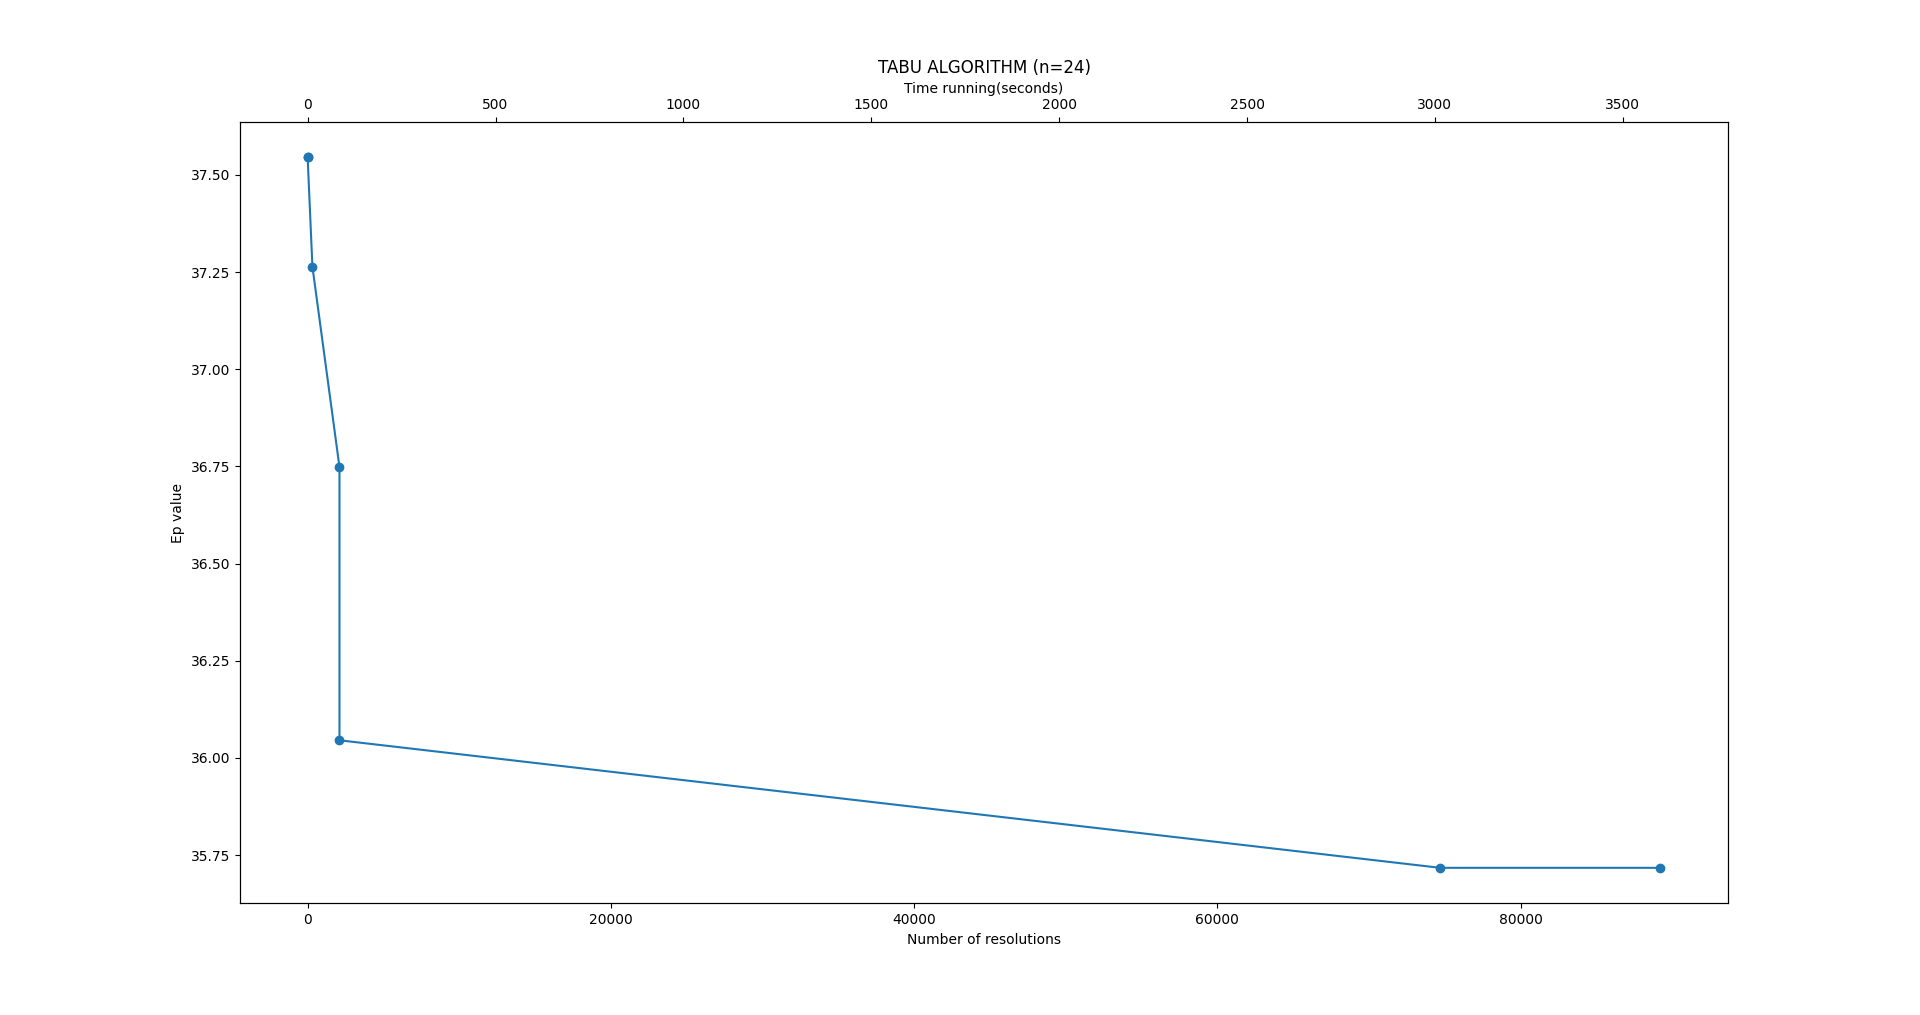 TABU ALGORITHM (n=24)
Time running(seconds)
0 500 1000 1500 2000 2500 3000 3500
37.50
37.25
37.00
36.75
36.50
36.25
36.00
35.75
Ep value
0 20000 40000 60000 80000
Number of resolutions